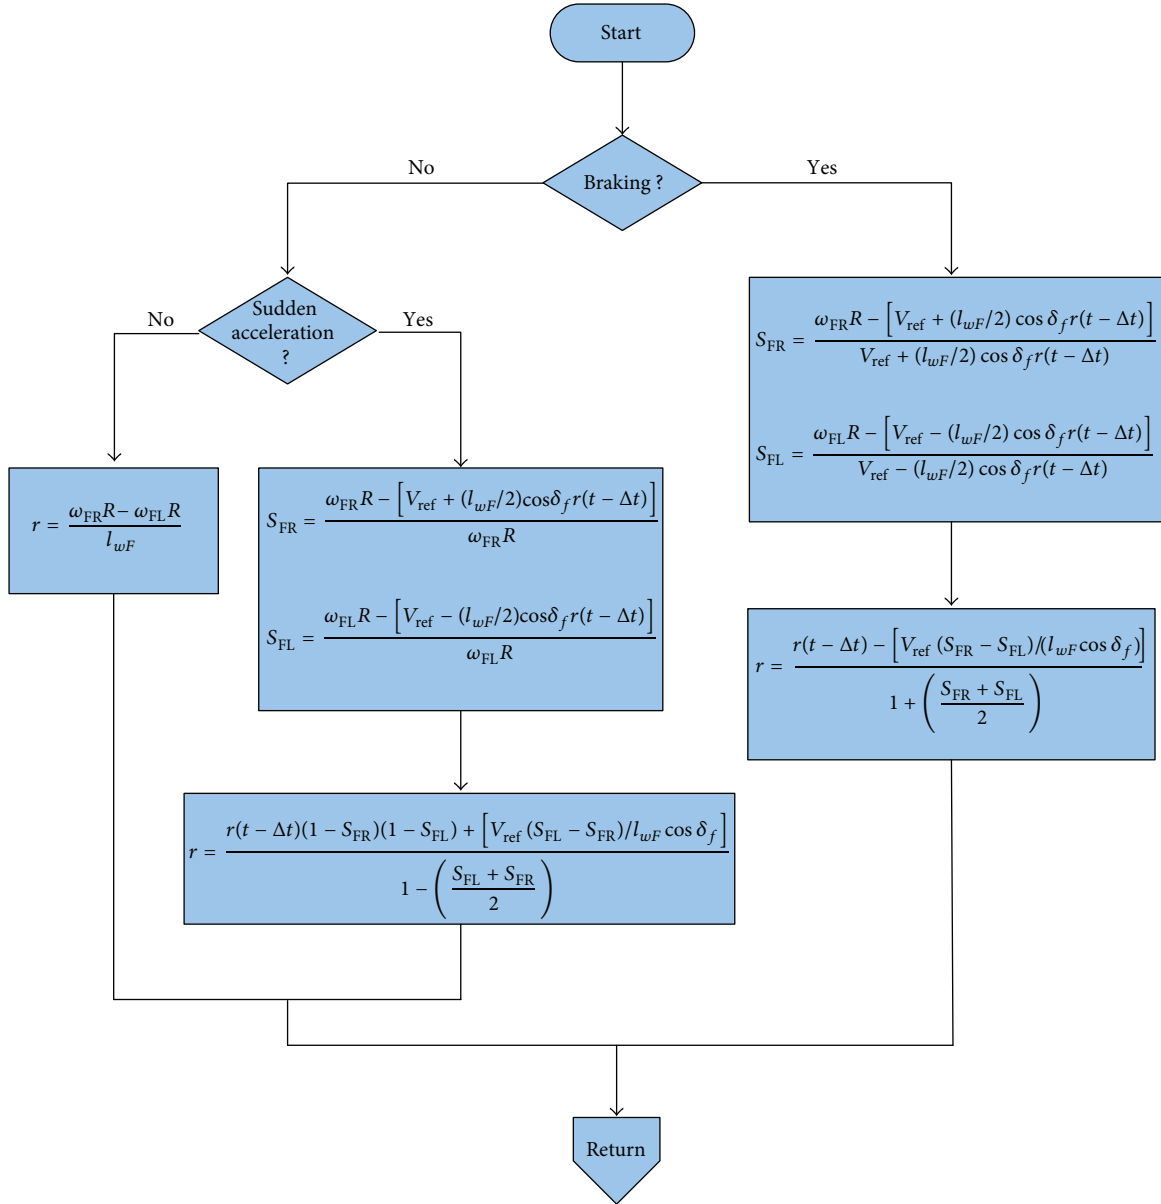 Start
Braking ?
No
Yes
Sudden
acceleration
?
No
Yes
S_FR = (ω_FR R − [V_ref + (l_wF/2) cos δ_f r(t − Δt)]) / (V_ref + (l_wF/2) cos δ_f r(t − Δt))
S_FL = (ω_FL R − [V_ref − (l_wF/2) cos δ_f r(t − Δt)]) / (V_ref − (l_wF/2) cos δ_f r(t − Δt))
r = (ω_FR R − ω_FL R) / l_wF
S_FR = (ω_FR R − [V_ref + (l_wF/2)cosδ_f r(t − Δt)]) / (ω_FR R)
S_FL = (ω_FL R − [V_ref − (l_wF/2)cosδ_f r(t − Δt)]) / (ω_FL R)
r = (r(t − Δt) − [V_ref (S_FR − S_FL)/(l_wF cos δ_f)]) / (1 + ((S_FR + S_FL)/2))
r = (r(t − Δt)(1 − S_FR)(1 − S_FL) + [V_ref (S_FL − S_FR)/l_wF cos δ_f]) / (1 − ((S_FL + S_FR)/2))
Return